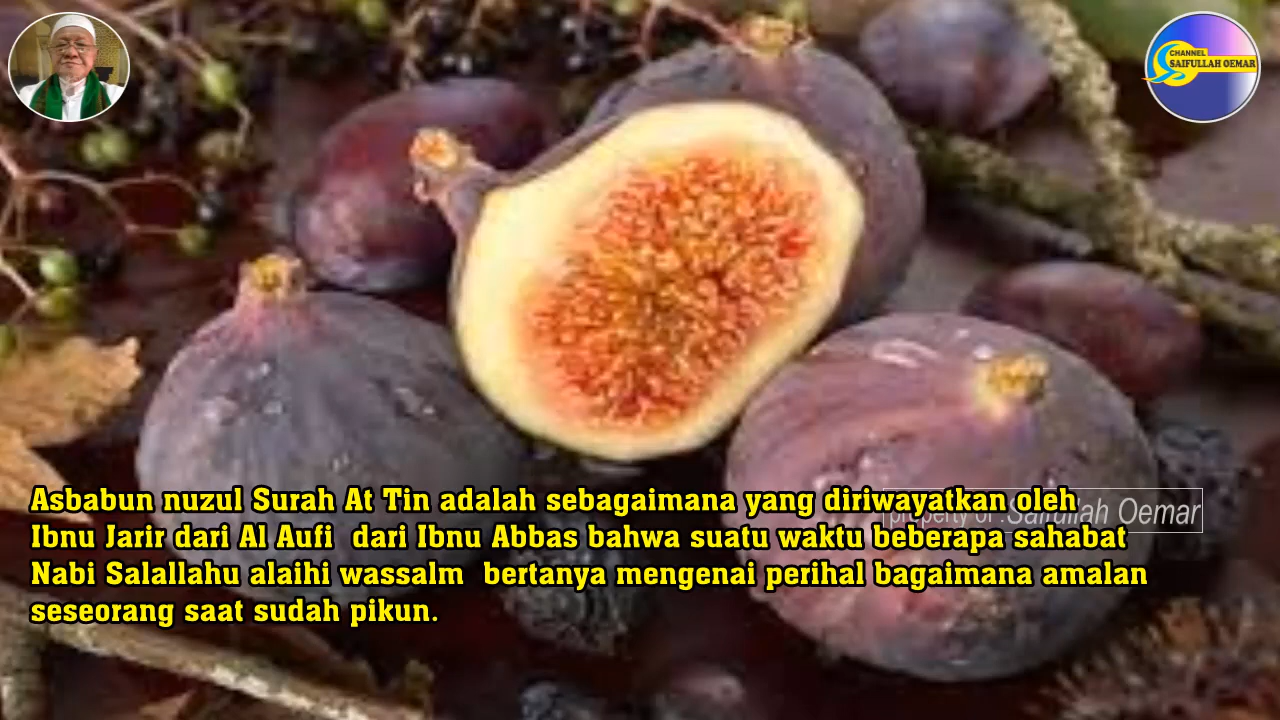 CHANNEL
SAIFULLAH OEMAR
Asbabun nuzul Surah At Tin adalah sebagaimana yang diriwayatkan oleh
property of :Saifullah Oemar
Ibnu Jarir dari Al Aufi  dari Ibnu Abbas bahwa suatu waktu beberapa sahabat
Nabi Salallahu alaihi wassalm  bertanya mengenai perihal bagaimana amalan
seseorang saat sudah pikun.